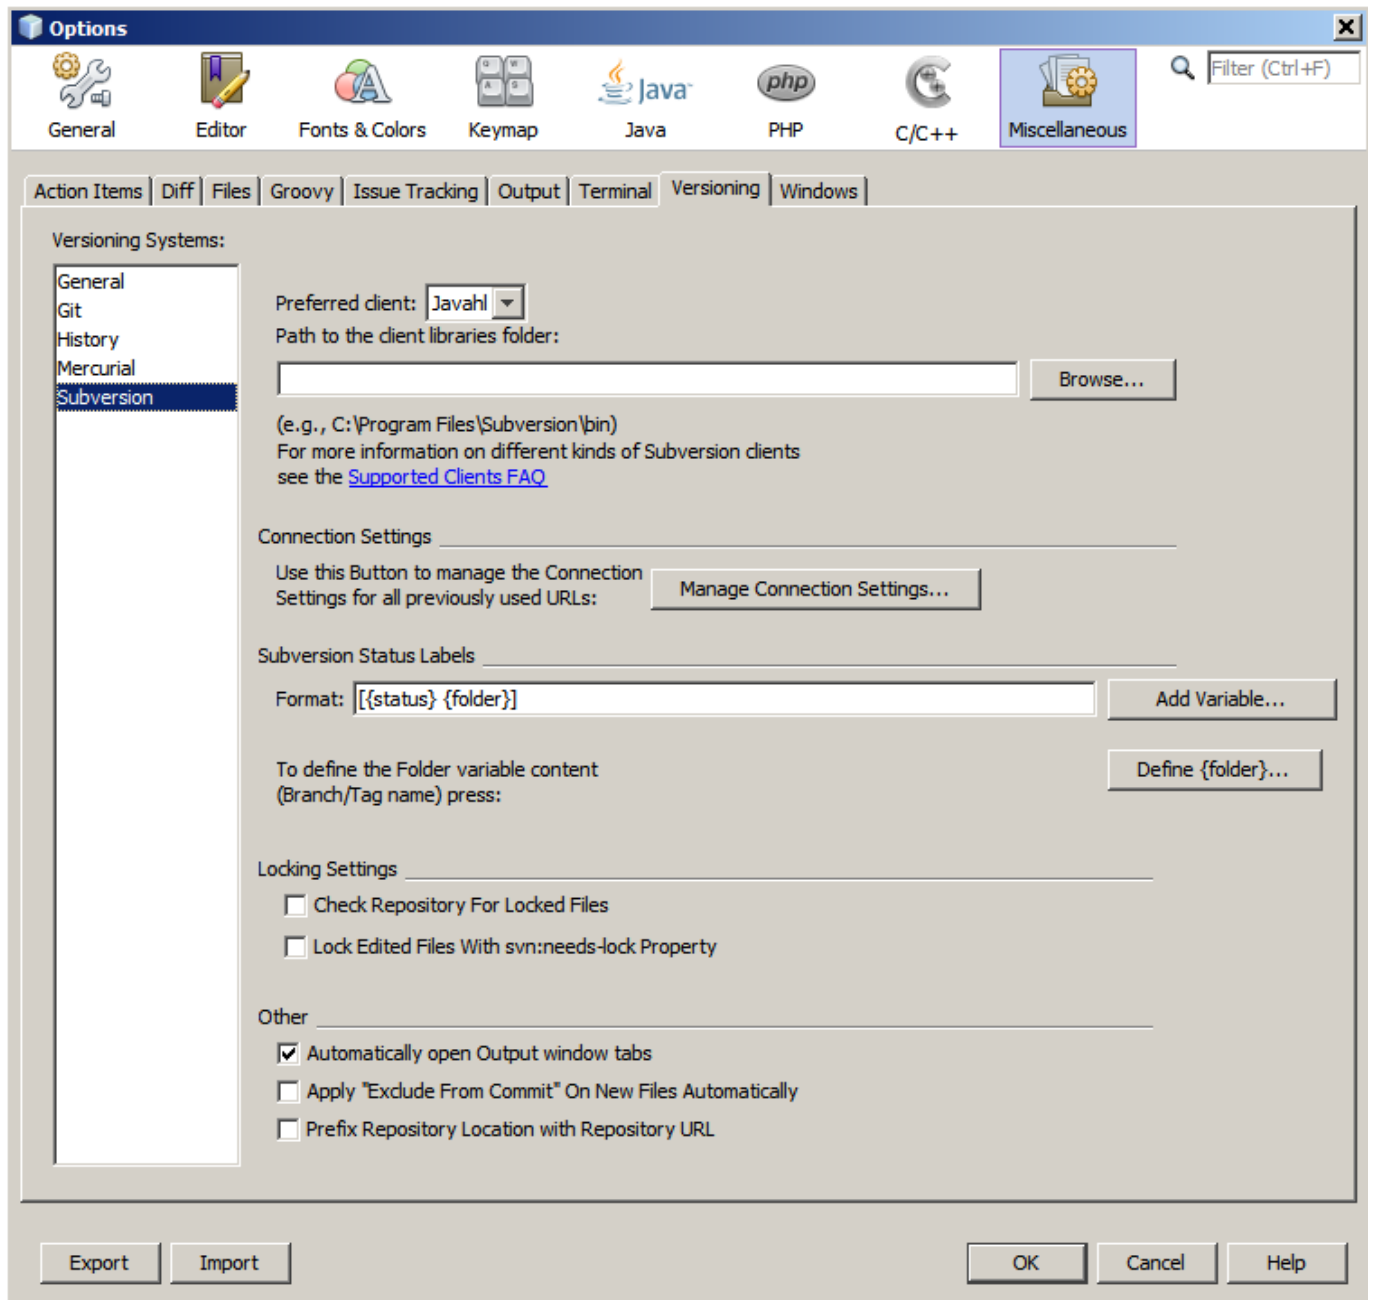 Options
Filter (Ctrl+F)
Java
php
General Editor Fonts & Colors Keymap Java PHP C/C++ Miscellaneous
Action Items Diff Files Groovy Issue Tracking Output Terminal Versioning Windows
Versioning Systems:
General
Git
History
Mercurial
Subversion
Preferred client: Javahl
Path to the client libraries folder:
Browse...
(e.g., C:\Program Files\Subversion\bin)
For more information on different kinds of Subversion clients
see the Supported Clients FAQ
Connection Settings
Use this Button to manage the Connection
Settings for all previously used URLs:
Manage Connection Settings...
Subversion Status Labels
Format: [{status} {folder}] Add Variable...
To define the Folder variable content
(Branch/Tag name) press:
Define {folder}...
Locking Settings
Check Repository For Locked Files
Lock Edited Files With svn:needs-lock Property
Other
Automatically open Output window tabs
Apply "Exclude From Commit" On New Files Automatically
Prefix Repository Location with Repository URL
Export Import OK Cancel Help